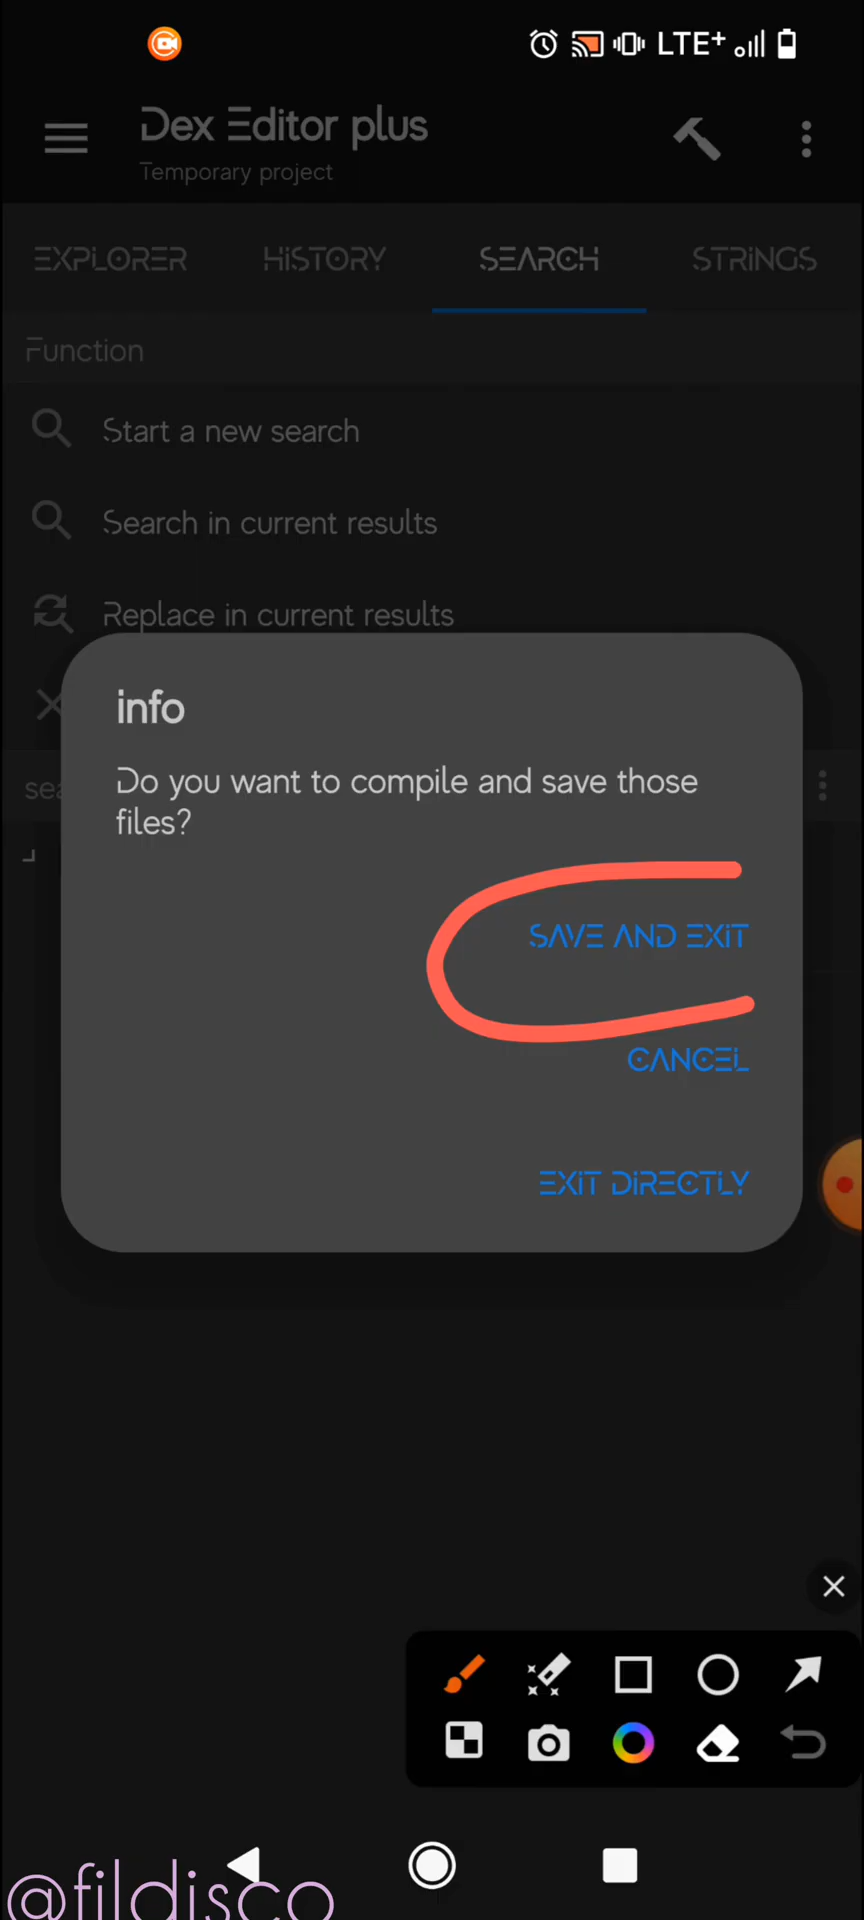 LTE+
Dex Editor plus
Temporary project
EXPLORER HiSTORY SEARCH STRiNGS
Function
Start a new search
Search in current results
Replace in current results
info
Do you want to compile and save those
files?
SAVE AND EXiT
CANCEL
EXiT DiRECTLY
@fildisco